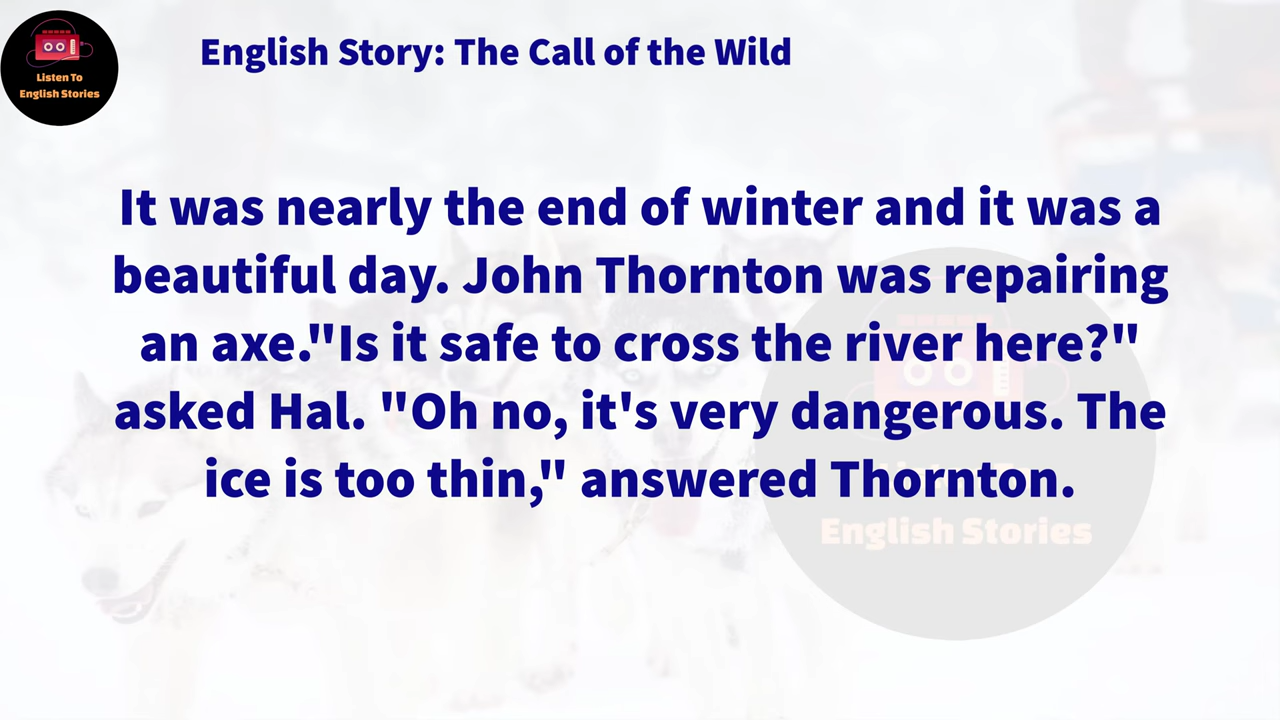 Listen To
English Stories
English Story: The Call of the Wild
It was nearly the end of winter and it was a
beautiful day. John Thornton was repairing
an axe."Is it safe to cross the river here?"
asked Hal. "Oh no, it's very dangerous. The
ice is too thin," answered Thornton.
English Stories